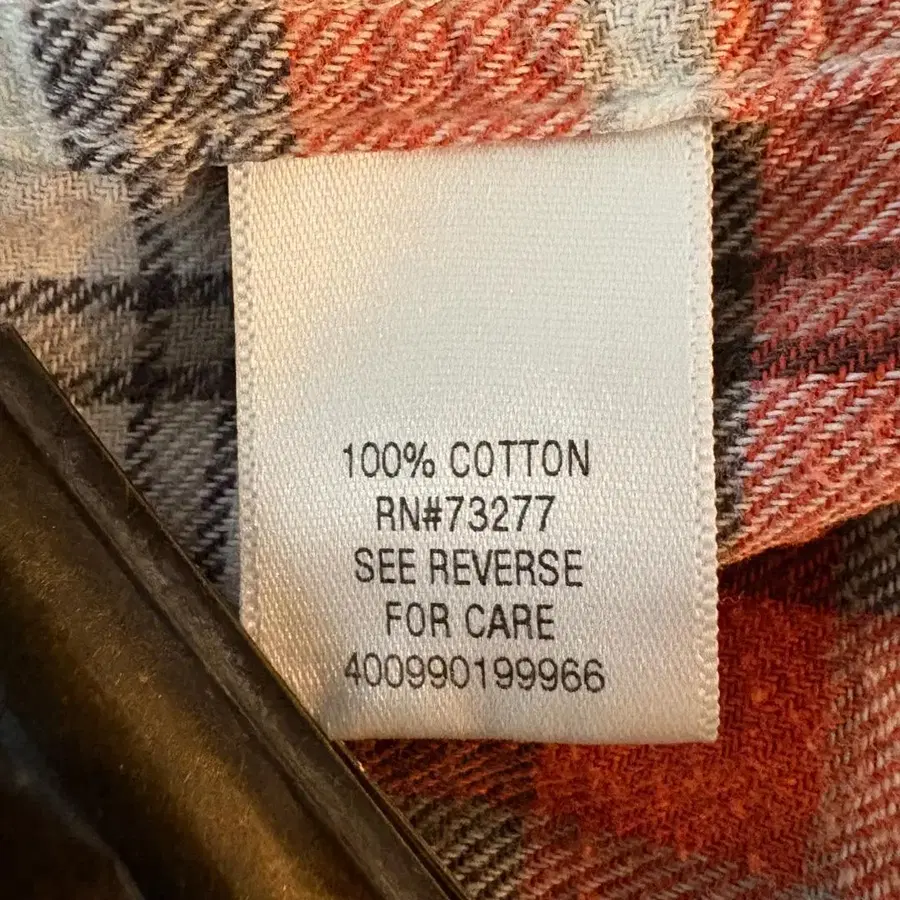 100% COTTON
RN#73277
SEE REVERSE
FOR CARE
400990199966